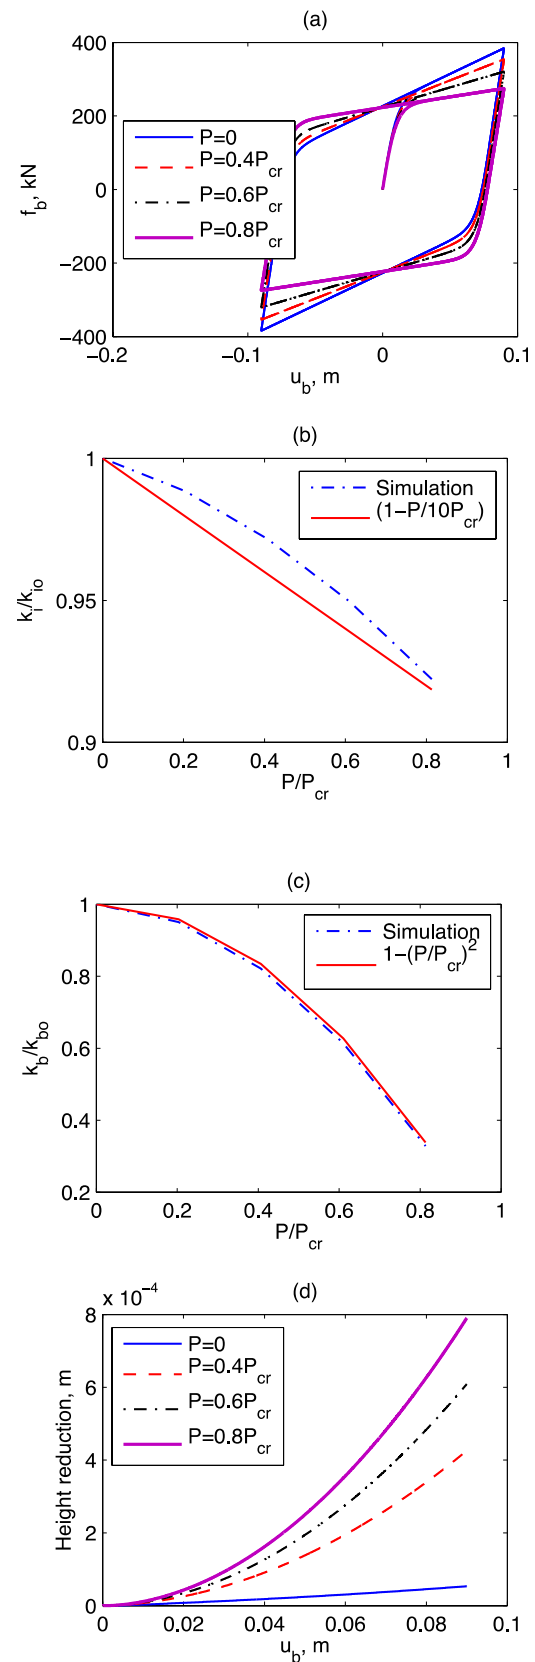 (a)
400
200
0
−200
−400
f_b, kN
P=0
P=0.4P_cr
P=0.6P_cr
P=0.8P_cr
−0.2
−0.1
0
0.1
u_b, m
(b)
1
0.95
0.9
k_i/k_io
Simulation
(1−P/10P_cr)
0
0.2
0.4
0.6
0.8
1
P/P_cr
(c)
1
0.8
0.6
0.4
0.2
k_b/k_bo
Simulation
1−(P/P_cr)^2
0
0.2
0.4
0.6
0.8
1
P/P_cr
(d)
x 10^−4
8
6
4
2
0
Height reduction, m
P=0
P=0.4P_cr
P=0.6P_cr
P=0.8P_cr
0
0.02
0.04
0.06
0.08
0.1
u_b, m